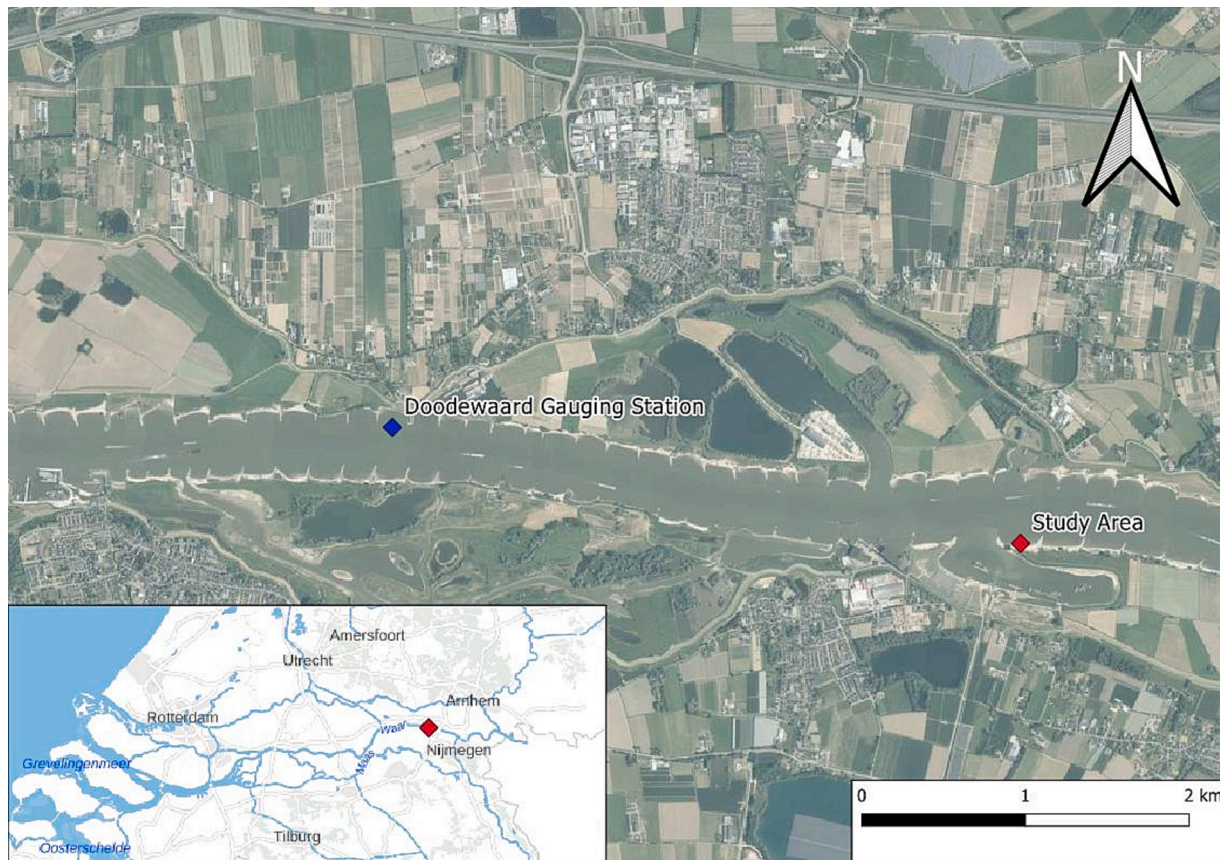 N
Doodewaard Gauging Station
Study Area
Amersfoort
Utrecht
Arnhem
Rotterdam
Waal
Nijmegen
Maas
Grevelingenmeer
Tilburg
Oosterschelde
0 1 2 km